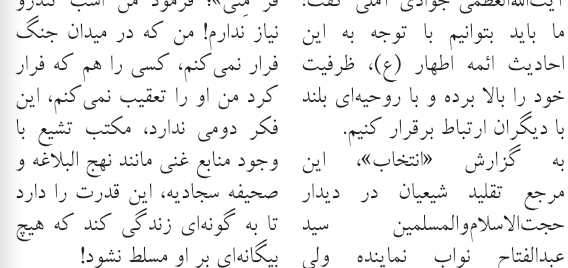 آیت‌الله‌العظمی جوادی آملی گفت:
ما باید بتوانیم با توجه به این
احادیث ائمه اطهار (ع)، ظرفیت
خود را بالا برده و با روحیه‌ای بلند
با دیگران ارتباط برقرار کنیم.
به گزارش «انتخاب»، این
مرجع تقلید شیعیان در دیدار
حجت‌الاسلام‌والمسلمین سید
عبدالفتاح نواب نماینده ولی
فر مِنی»؛ فرمود من اسب تندرو
نیاز ندارم! من که در میدان جنگ
فرار نمی‌کنم، کسی را هم که فرار
کرد من او را تعقیب نمی‌کنم، این
فکر دومی ندارد، مکتب تشیع با
وجود منابع غنی مانند نهج البلاغه و
صحیفه سجادیه، این قدرت را دارد
تا به گونه‌ای زندگی کند که هیچ
بیگانه‌ای بر او مسلط نشود!